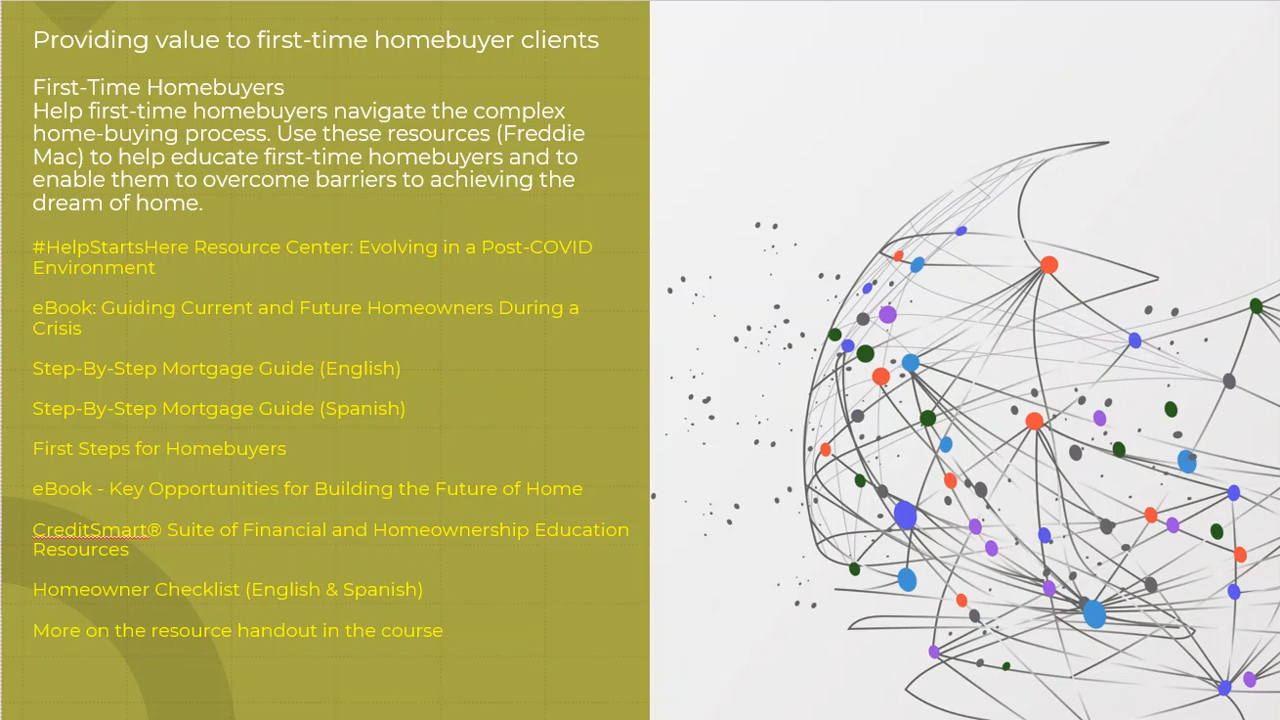 Providing value to first-time homebuyer clients
First-Time Homebuyers
Help first-time homebuyers navigate the complex
home-buying process. Use these resources (Freddie
Mac) to help educate first-time homebuyers and to
enable them to overcome barriers to achieving the
dream of home.
#HelpStartsHere Resource Center: Evolving in a Post-COVID
Environment
eBook: Guiding Current and Future Homeowners During a
Crisis
Step-By-Step Mortgage Guide (English)
Step-By-Step Mortgage Guide (Spanish)
First Steps for Homebuyers
eBook - Key Opportunities for Building the Future of Home
CreditSmart® Suite of Financial and Homeownership Education
Resources
Homeowner Checklist (English & Spanish)
More on the resource handout in the course